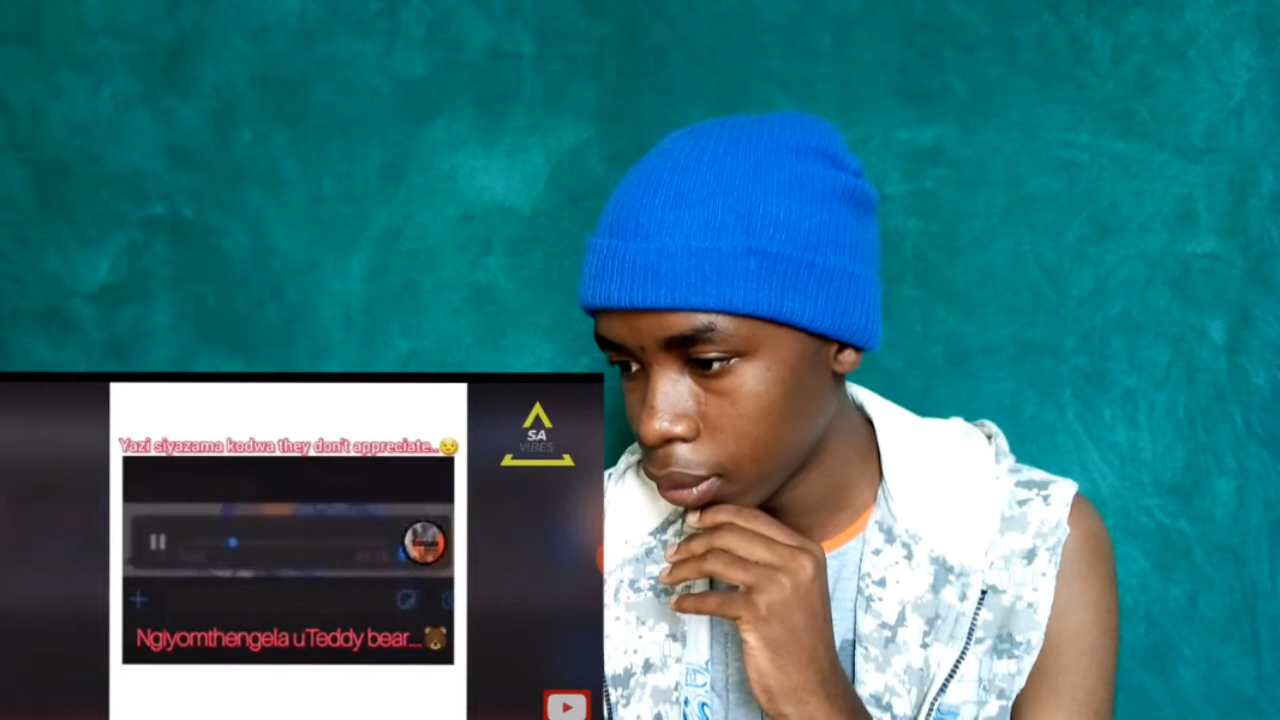 Yazi siyazama kodwa they don't appreciate...😒
SA
VIBES
Ngiyomthengela uTeddy bear....🐻